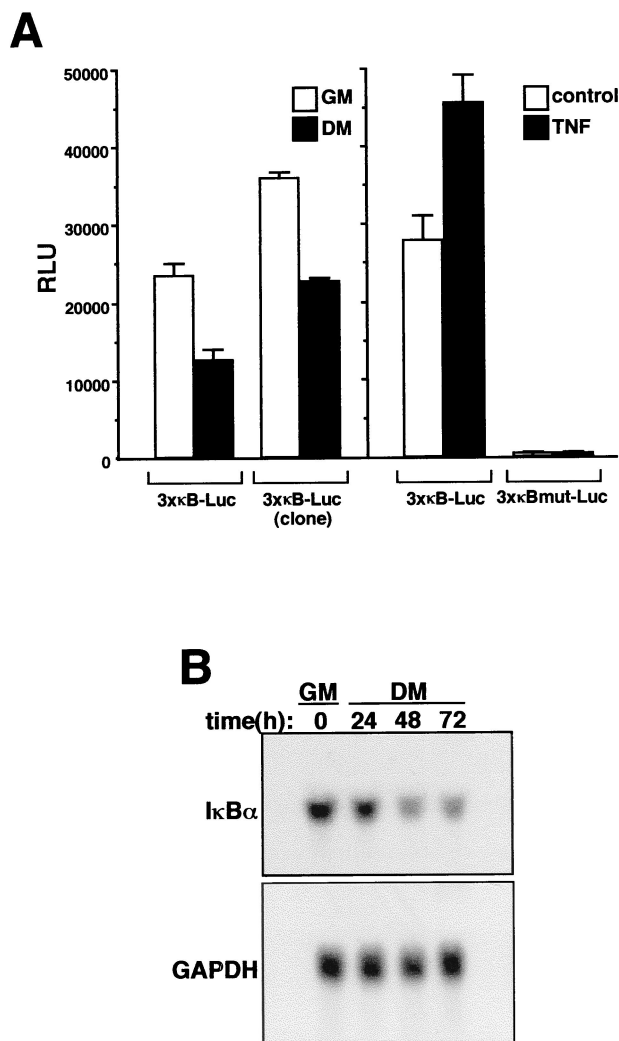 A
50000
40000
30000
20000
10000
0
RLU
GM
DM
control
TNF
3xκB-Luc
3xκB-Luc
(clone)
3xκB-Luc
3xκBmut-Luc
B
GM DM
time(h): 0 24 48 72
IκBα
GAPDH